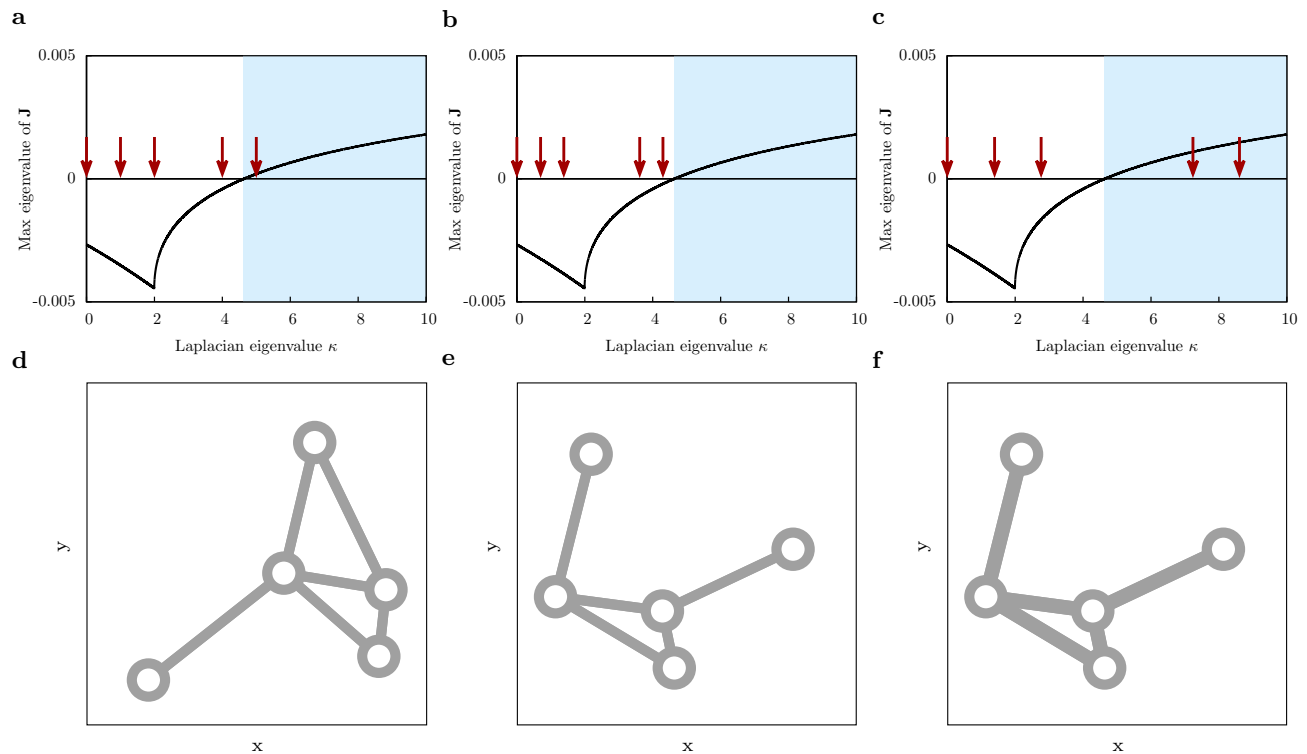 a
b
c
0.005
0
-0.005
Max eigenvalue of J
0 2 4 6 8 10
Laplacian eigenvalue κ
0.005
0
-0.005
Max eigenvalue of J
0 2 4 6 8 10
Laplacian eigenvalue κ
0.005
0
-0.005
Max eigenvalue of J
0 2 4 6 8 10
Laplacian eigenvalue κ
d
e
f
y
x
y
x
y
x